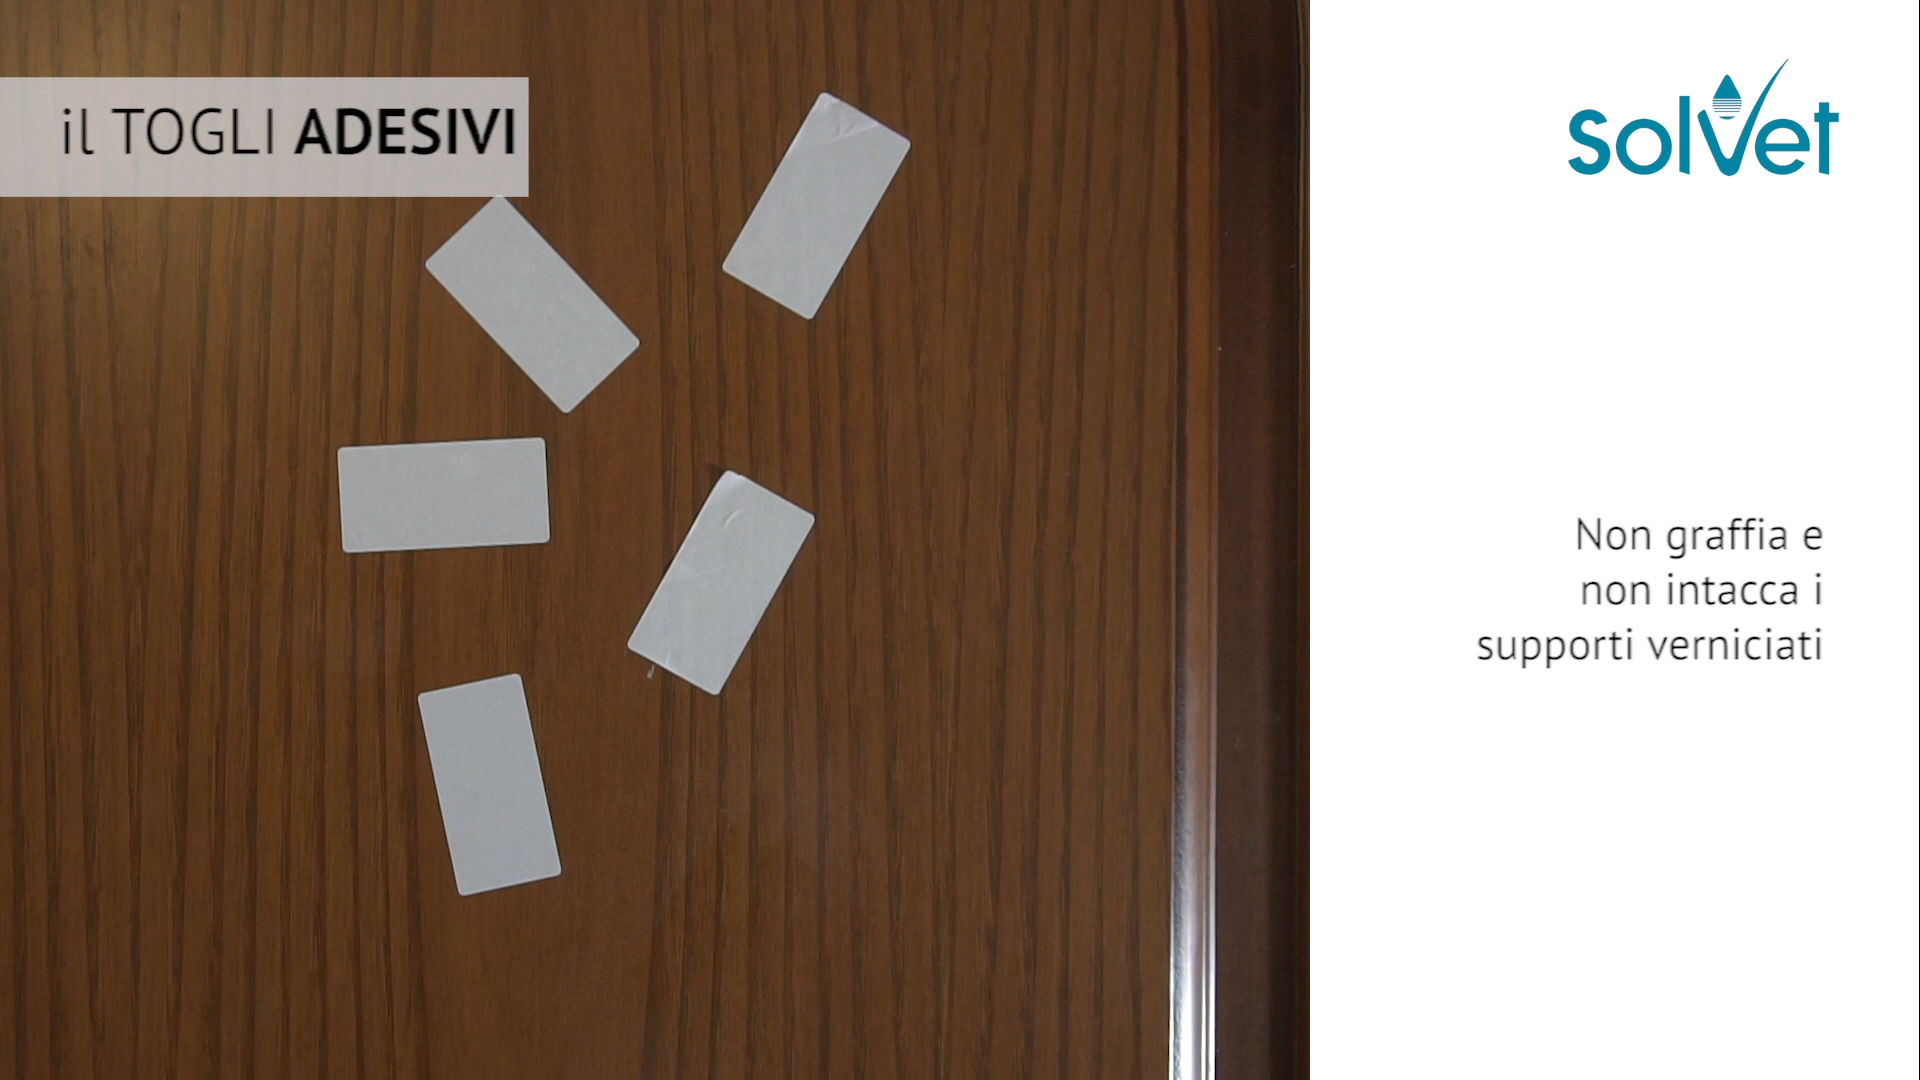 il TOGLI ADESIVI
solvet
Non graffia e
non intacca i
supporti verniciati